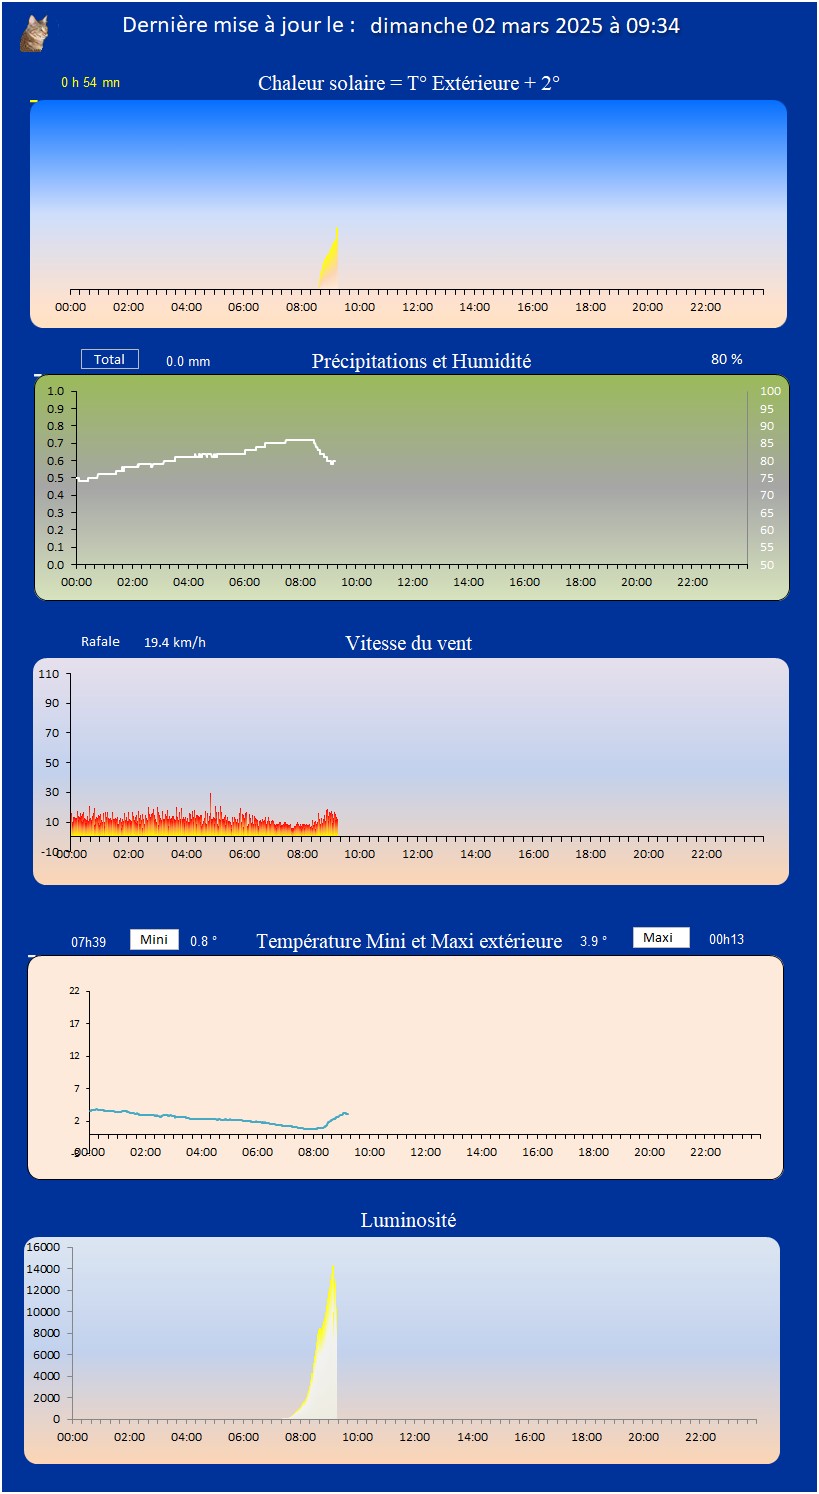 Dernière mise à jour le : dimanche 02 mars 2025 à 09:34
0 h 54 mn Chaleur solaire = T° Extérieure + 2°
00:00 02:00 04:00 06:00 08:00 10:00 12:00 14:00 16:00 18:00 20:00 22:00
Total 0.0 mm Précipitations et Humidité 80 %
1.0 100
0.9 95
0.8 90
0.7 85
0.6 80
0.5 75
0.4 70
0.3 65
0.2 60
0.1 55
0.0 50
00:00 02:00 04:00 06:00 08:00 10:00 12:00 14:00 16:00 18:00 20:00 22:00
Rafale 19.4 km/h Vitesse du vent
110
90
70
50
30
10
-10 00:00 02:00 04:00 06:00 08:00 10:00 12:00 14:00 16:00 18:00 20:00 22:00
07h39 Mini 0.8 ° Température Mini et Maxi extérieure 3.9 ° Maxi 00h13
22
17
12
7
2
-3 00:00 02:00 04:00 06:00 08:00 10:00 12:00 14:00 16:00 18:00 20:00 22:00
Luminosité
16000
14000
12000
10000
8000
6000
4000
2000
0
00:00 02:00 04:00 06:00 08:00 10:00 12:00 14:00 16:00 18:00 20:00 22:00